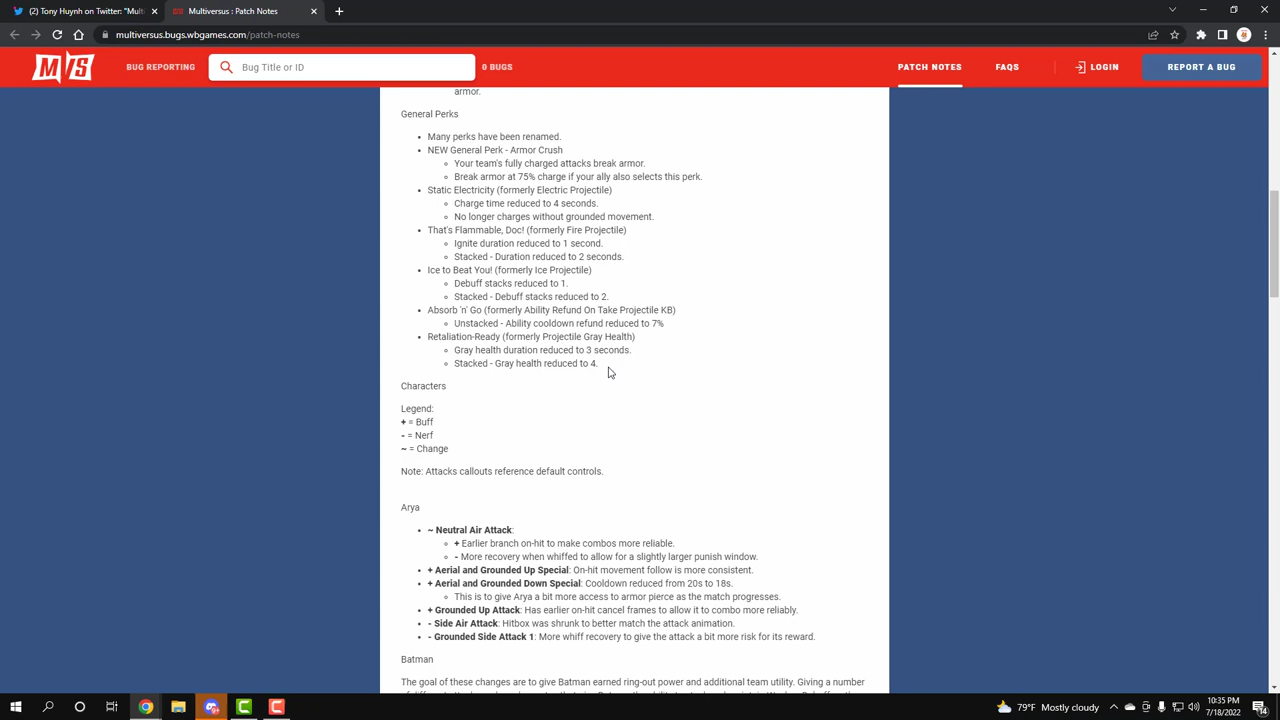 (2) Tony Huynh on Twitter: "Multi
multiversus.bugs.wbgames.com/patch-notes
M/S
BUG REPORTING
Bug Title or ID
0 BUGS
PATCH NOTES
FAQS
LOGIN
REPORT A BUG
armor.
General Perks
Many perks have been renamed.
NEW General Perk - Armor Crush
Your team's fully charged attacks break armor.
Break armor at 75% charge if your ally also selects this perk.
Static Electricity (formerly Electric Projectile)
Charge time reduced to 4 seconds.
No longer charges without grounded movement.
That's Flammable, Doc! (formerly Fire Projectile)
Ignite duration reduced to 1 second.
Stacked - Duration reduced to 2 seconds.
Ice to Beat You! (formerly Ice Projectile)
Debuff stacks reduced to 1.
Stacked - Debuff stacks reduced to 2.
Absorb 'n' Go (formerly Ability Refund On Take Projectile KB)
Unstacked - Ability cooldown refund reduced to 7%
Retaliation-Ready (formerly Projectile Gray Health)
Gray health duration reduced to 3 seconds.
Stacked - Gray health reduced to 4.
Characters
Legend:
+ = Buff
- = Nerf
~ = Change
Note: Attacks callouts reference default controls.
Arya
~ Neutral Air Attack:
+ Earlier branch on-hit to make combos more reliable.
- More recovery when whiffed to allow for a slightly larger punish window.
+ Aerial and Grounded Up Special: On-hit movement follow is more consistent.
+ Aerial and Grounded Down Special: Cooldown reduced from 20s to 18s.
This is to give Arya a bit more access to armor pierce as the match progresses.
+ Grounded Up Attack: Has earlier on-hit cancel frames to allow it to combo more reliably.
- Side Air Attack: Hitbox was shrunk to better match the attack animation.
- Grounded Side Attack 1: More whiff recovery to give the attack a bit more risk for its reward.
Batman
The goal of these changes are to give Batman earned ring-out power and additional team utility. Giving a number
79°F Mostly cloudy
10:35 PM
7/18/2022